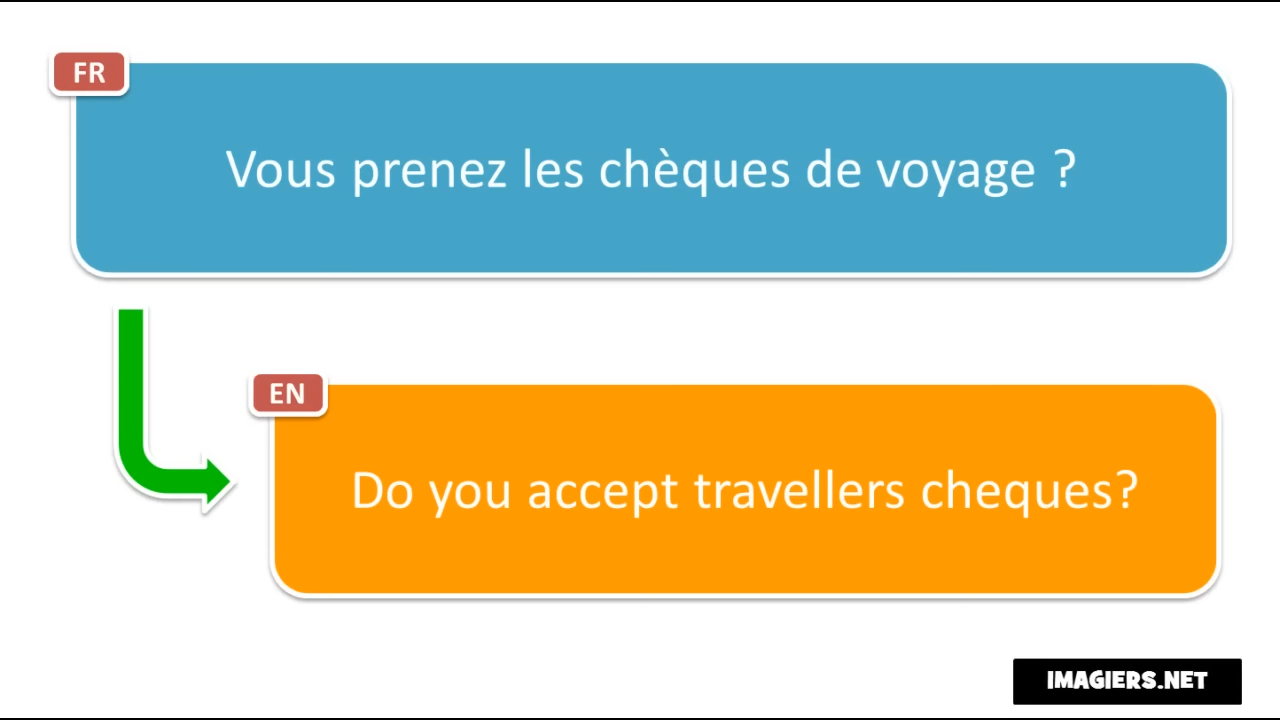 FR
Vous prenez les chèques de voyage ?
EN
Do you accept travellers cheques?
IMAGIERS.NET